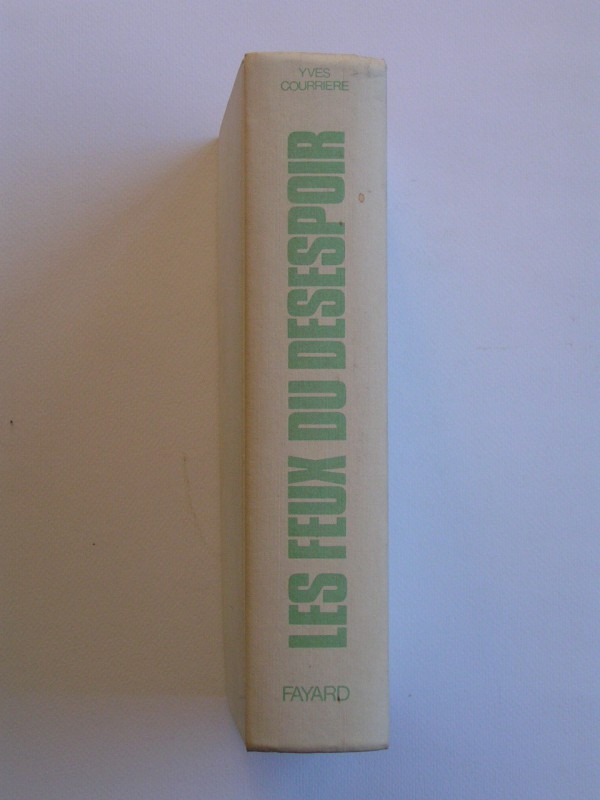 YVES
COURRIERE
LES FEUX DU DESESPOIR
FAYARD